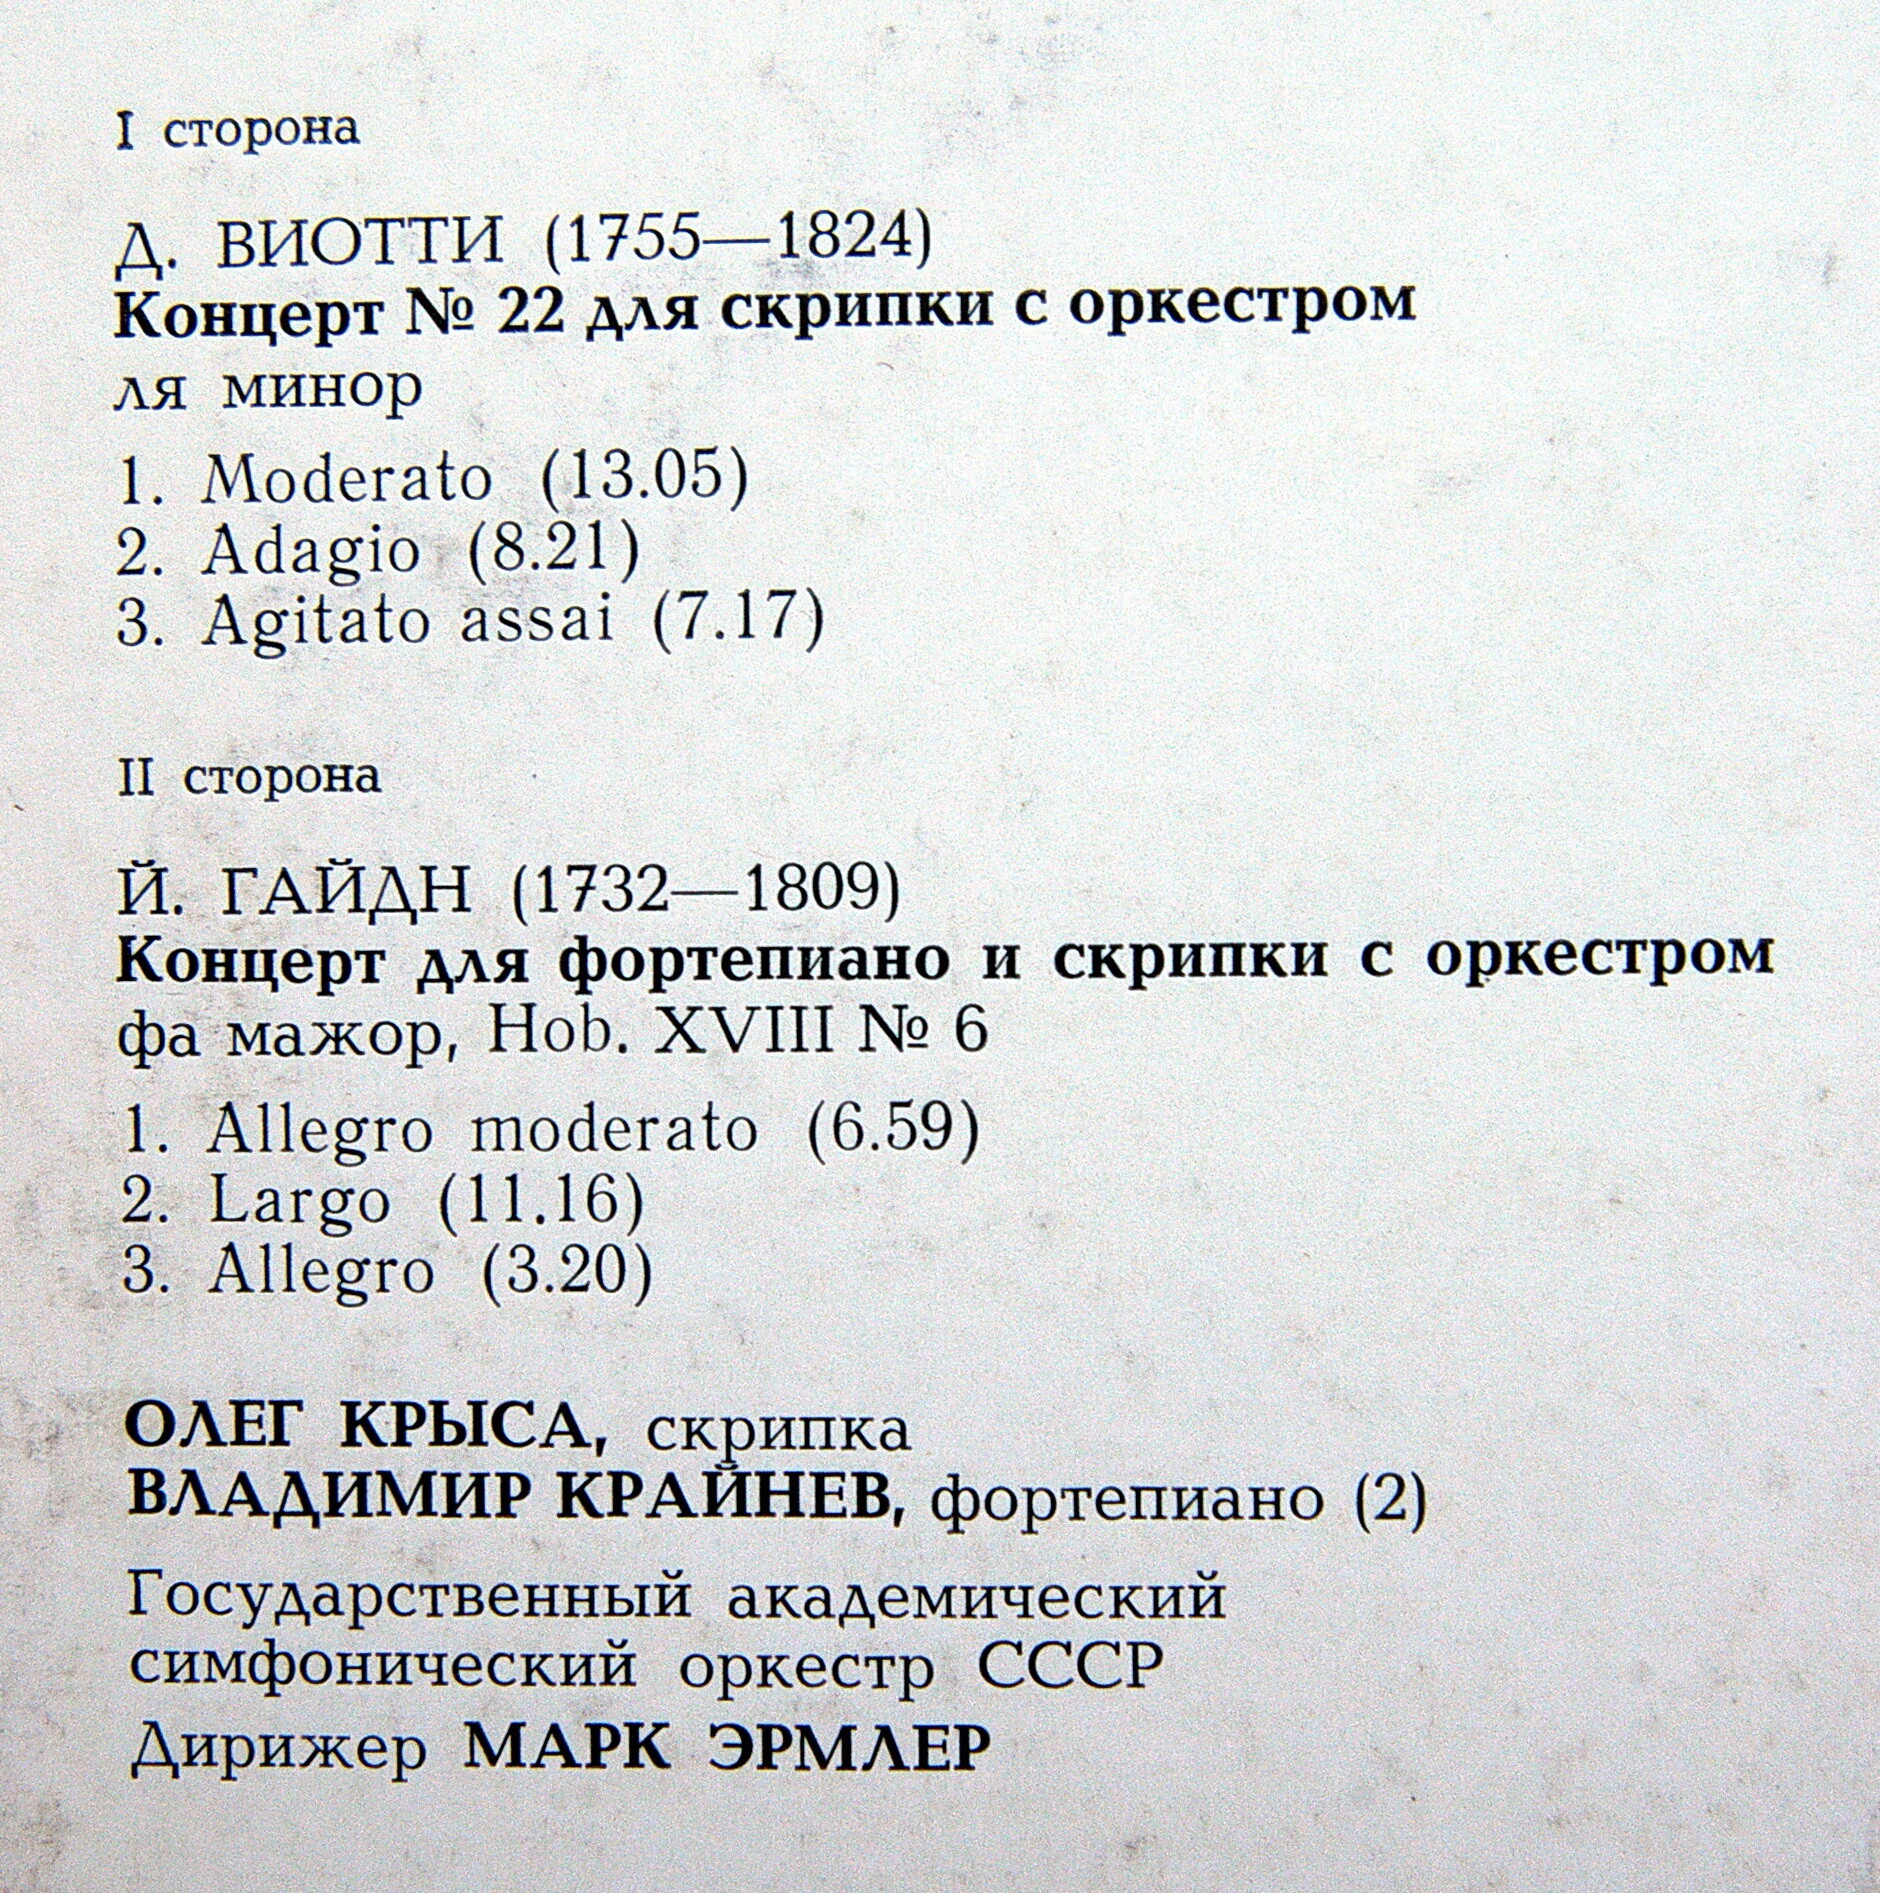 I сторона
Д. ВИОТТИ (1755—1824)
Концерт № 22 для скрипки с оркестром
ля минор
1. Moderato (13.05)
2. Adagio (8.21)
3. Agitato assai (7.17)
II сторона
Й. ГАЙДН (1732—1809)
Концерт для фортепиано и скрипки с оркестром
фа мажор, Hob. XVIII № 6
1. Allegro moderato (6.59)
2. Largo (11.16)
3. Allegro (3.20)
ОЛЕГ КРЫСА, скрипка
ВЛАДИМИР КРАЙНЕВ, фортепиано (2)
Государственный академический
симфонический оркестр СССР
Дирижер МАРК ЭРМЛЕР